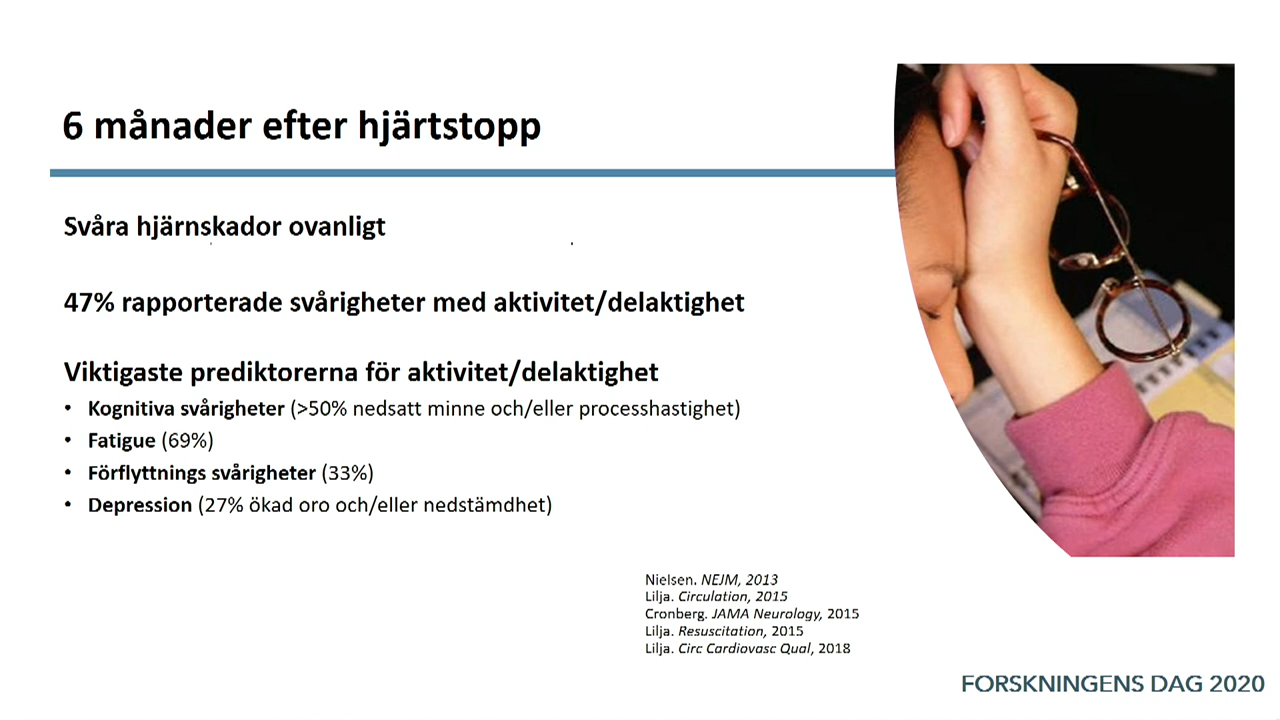 6 månader efter hjärtstopp
Svåra hjärnskador ovanligt
47% rapporterade svårigheter med aktivitet/delaktighet
Viktigaste prediktorerna för aktivitet/delaktighet
• Kognitiva svårigheter (>50% nedsatt minne och/eller processhastighet)
• Fatigue (69%)
• Förflyttnings svårigheter (33%)
• Depression (27% ökad oro och/eller nedstämdhet)
Nielsen. NEJM, 2013
Lilja. Circulation, 2015
Cronberg. JAMA Neurology, 2015
Lilja. Resuscitation, 2015
Lilja. Circ Cardiovasc Qual, 2018
FORSKNINGENS DAG 2020